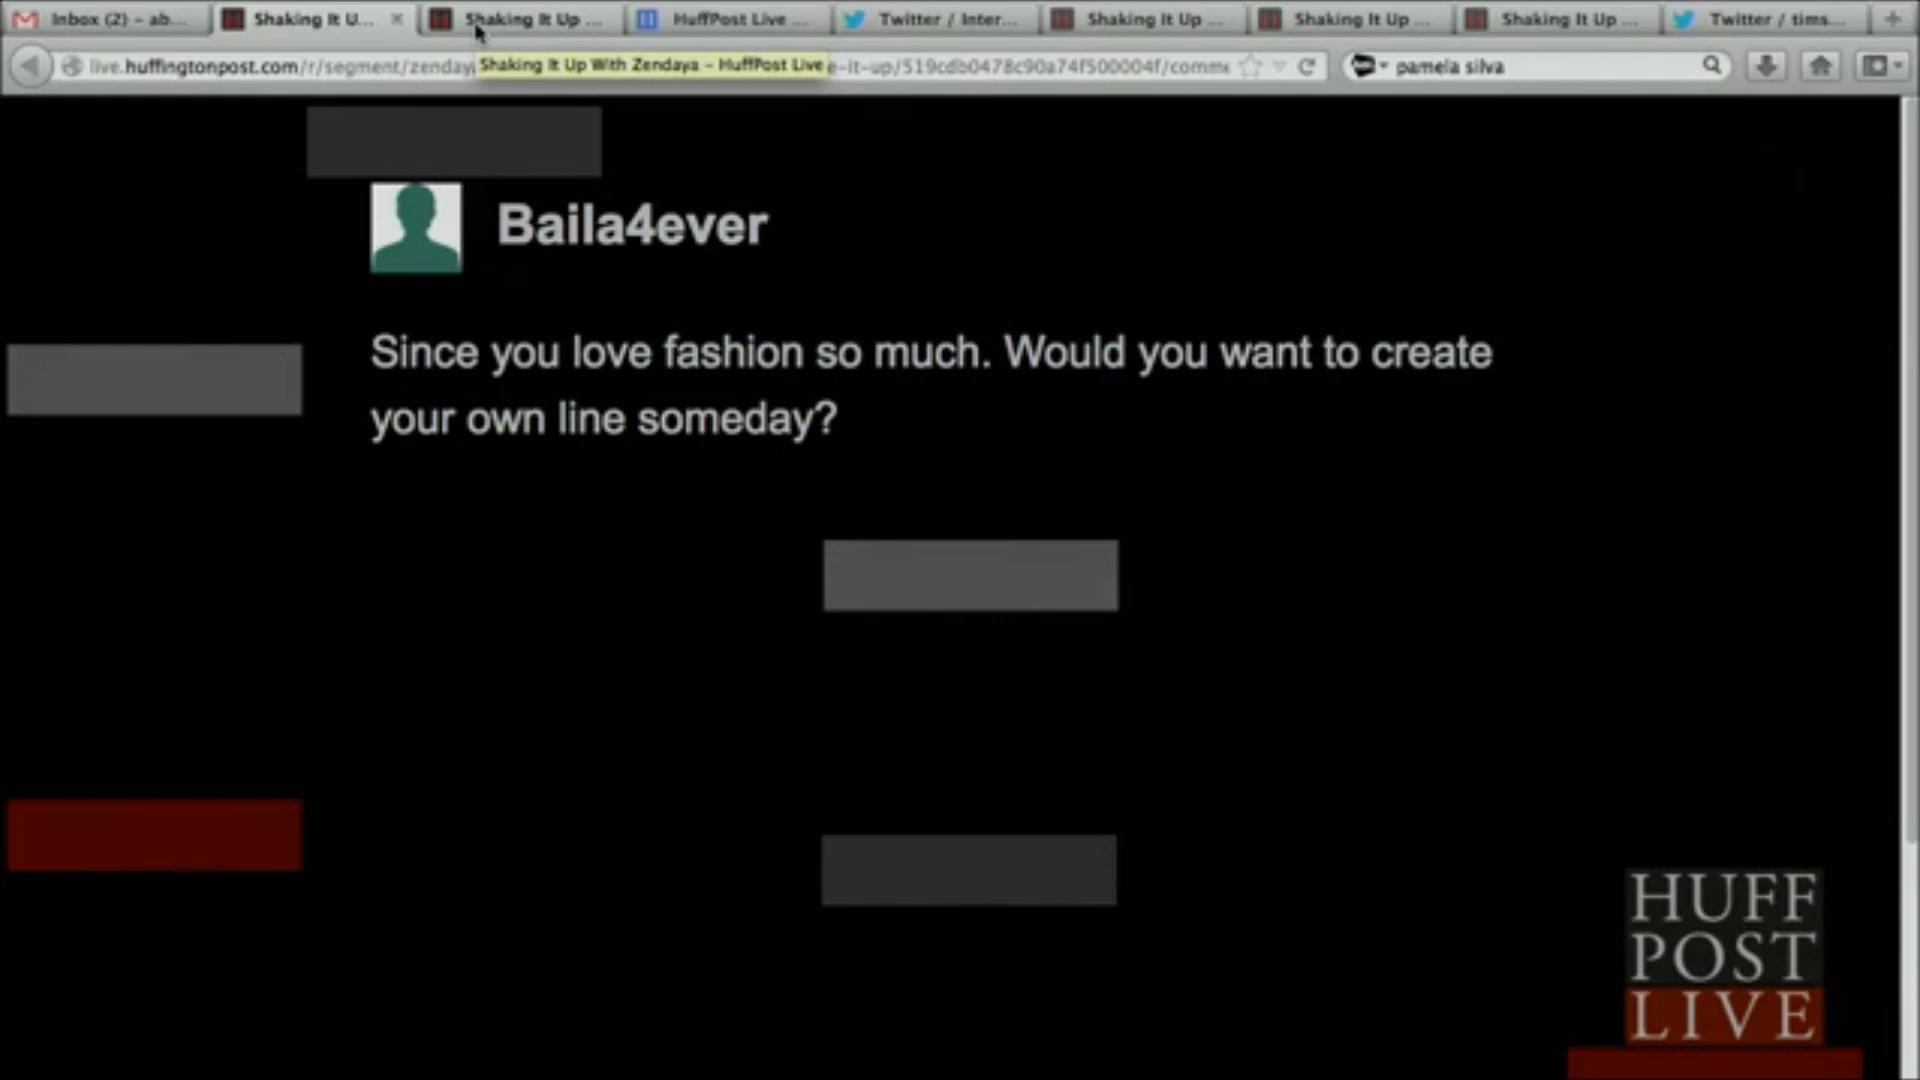 Inbox (2) – ab...
Shaking It U...
Shaking It Up ...
HuffPost Live ...
Twitter / Inter...
Shaking It Up ...
Shaking It Up ...
Shaking It Up ...
Twitter / tims...
live.huffingtonpost.com/r/segment/zenday
Shaking It Up With Zendaya – HuffPost Live
e-it-up/519cdb0478c90a74f500004f/comme
pamela silva
Baila4ever
Since you love fashion so much. Would you want to create
your own line someday?
HUFF
POST
LIVE